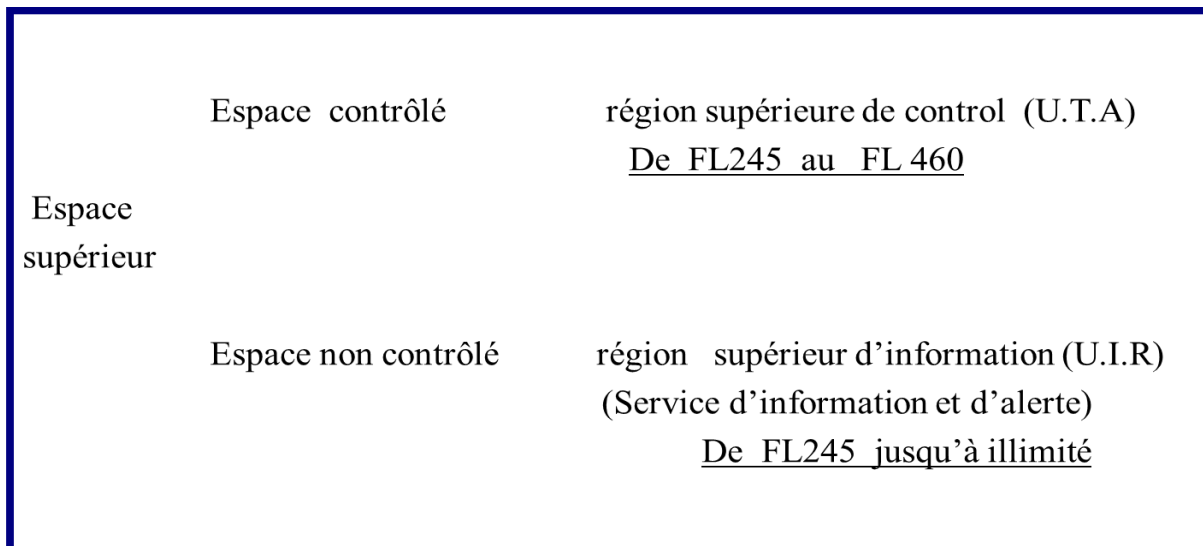 Espace contrôlé région supérieure de control (U.T.A)
De FL245 au FL 460
Espace
supérieur
Espace non contrôlé région supérieur d’information (U.I.R)
(Service d’information et d’alerte)
De FL245 jusqu’à illimité